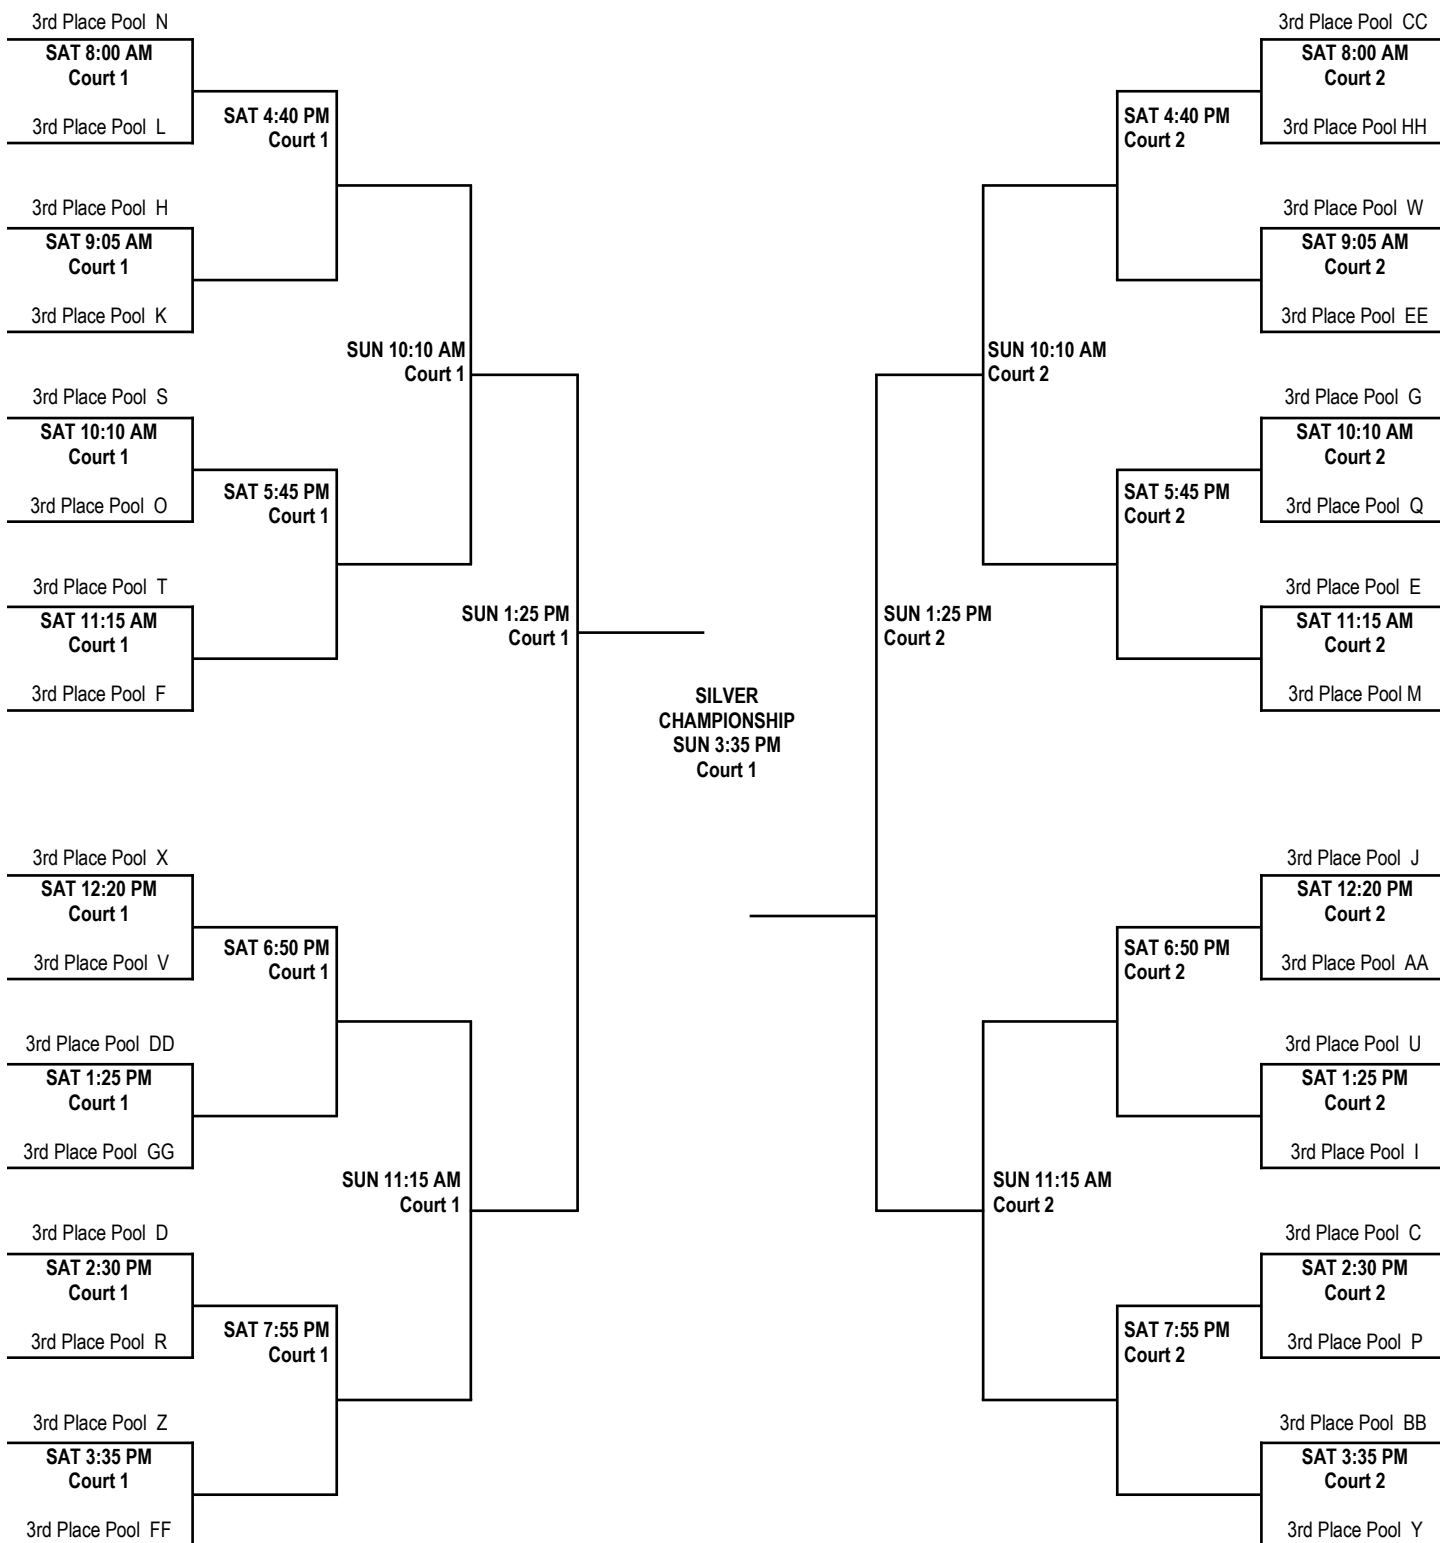 3rd Place Pool N
SAT 8:00 AM
Court 1
3rd Place Pool L
SAT 4:40 PM
Court 1
3rd Place Pool H
SAT 9:05 AM
Court 1
3rd Place Pool K
SUN 10:10 AM
Court 1
3rd Place Pool S
SAT 10:10 AM
Court 1
3rd Place Pool O
SAT 5:45 PM
Court 1
3rd Place Pool T
SAT 11:15 AM
Court 1
3rd Place Pool F
SUN 1:25 PM
Court 1
3rd Place Pool X
SAT 12:20 PM
Court 1
3rd Place Pool V
SAT 6:50 PM
Court 1
3rd Place Pool DD
SAT 1:25 PM
Court 1
3rd Place Pool GG
SUN 11:15 AM
Court 1
3rd Place Pool D
SAT 2:30 PM
Court 1
3rd Place Pool R
SAT 7:55 PM
Court 1
3rd Place Pool Z
SAT 3:35 PM
Court 1
3rd Place Pool FF
SILVER
CHAMPIONSHIP
SUN 3:35 PM
Court 1
3rd Place Pool CC
SAT 8:00 AM
Court 2
3rd Place Pool HH
SAT 4:40 PM
Court 2
3rd Place Pool W
SAT 9:05 AM
Court 2
3rd Place Pool EE
SUN 10:10 AM
Court 2
3rd Place Pool G
SAT 10:10 AM
Court 2
3rd Place Pool Q
SAT 5:45 PM
Court 2
3rd Place Pool E
SAT 11:15 AM
Court 2
3rd Place Pool M
SUN 1:25 PM
Court 2
3rd Place Pool J
SAT 12:20 PM
Court 2
3rd Place Pool AA
SAT 6:50 PM
Court 2
3rd Place Pool U
SAT 1:25 PM
Court 2
3rd Place Pool I
SUN 11:15 AM
Court 2
3rd Place Pool C
SAT 2:30 PM
Court 2
3rd Place Pool P
SAT 7:55 PM
Court 2
3rd Place Pool BB
SAT 3:35 PM
Court 2
3rd Place Pool Y